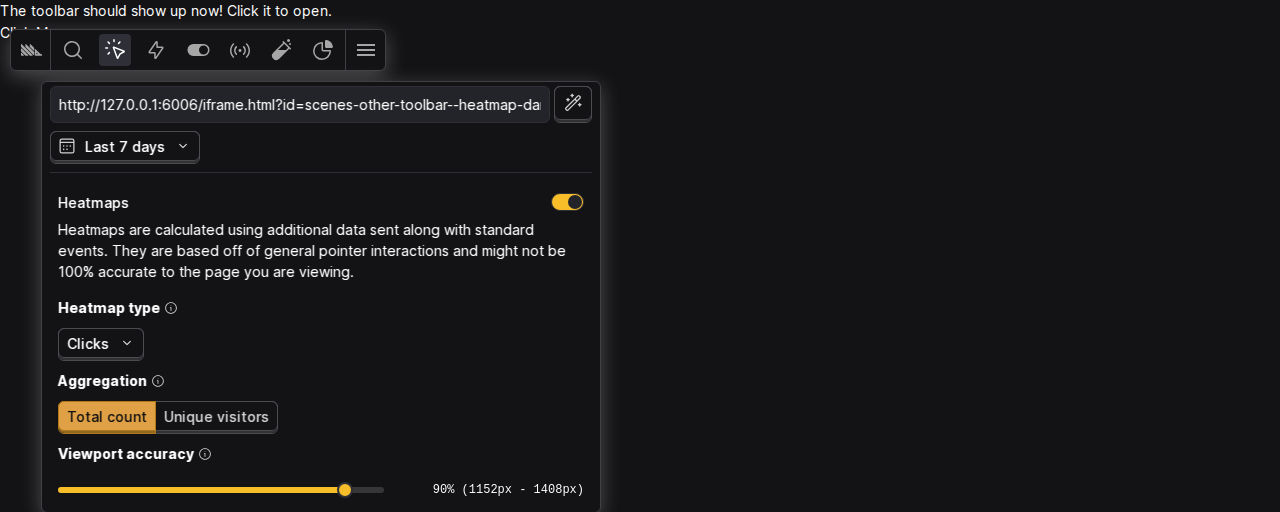 The toolbar should show up now! Click it to open.
http://127.0.0.1:6006/iframe.html?id=scenes-other-toolbar--heatmap-da
Last 7 days
Heatmaps
Heatmaps are calculated using additional data sent along with standard
events. They are based off of general pointer interactions and might not be
100% accurate to the page you are viewing.
Heatmap type
Clicks
Aggregation
Total count Unique visitors
Viewport accuracy
90% (1152px - 1408px)